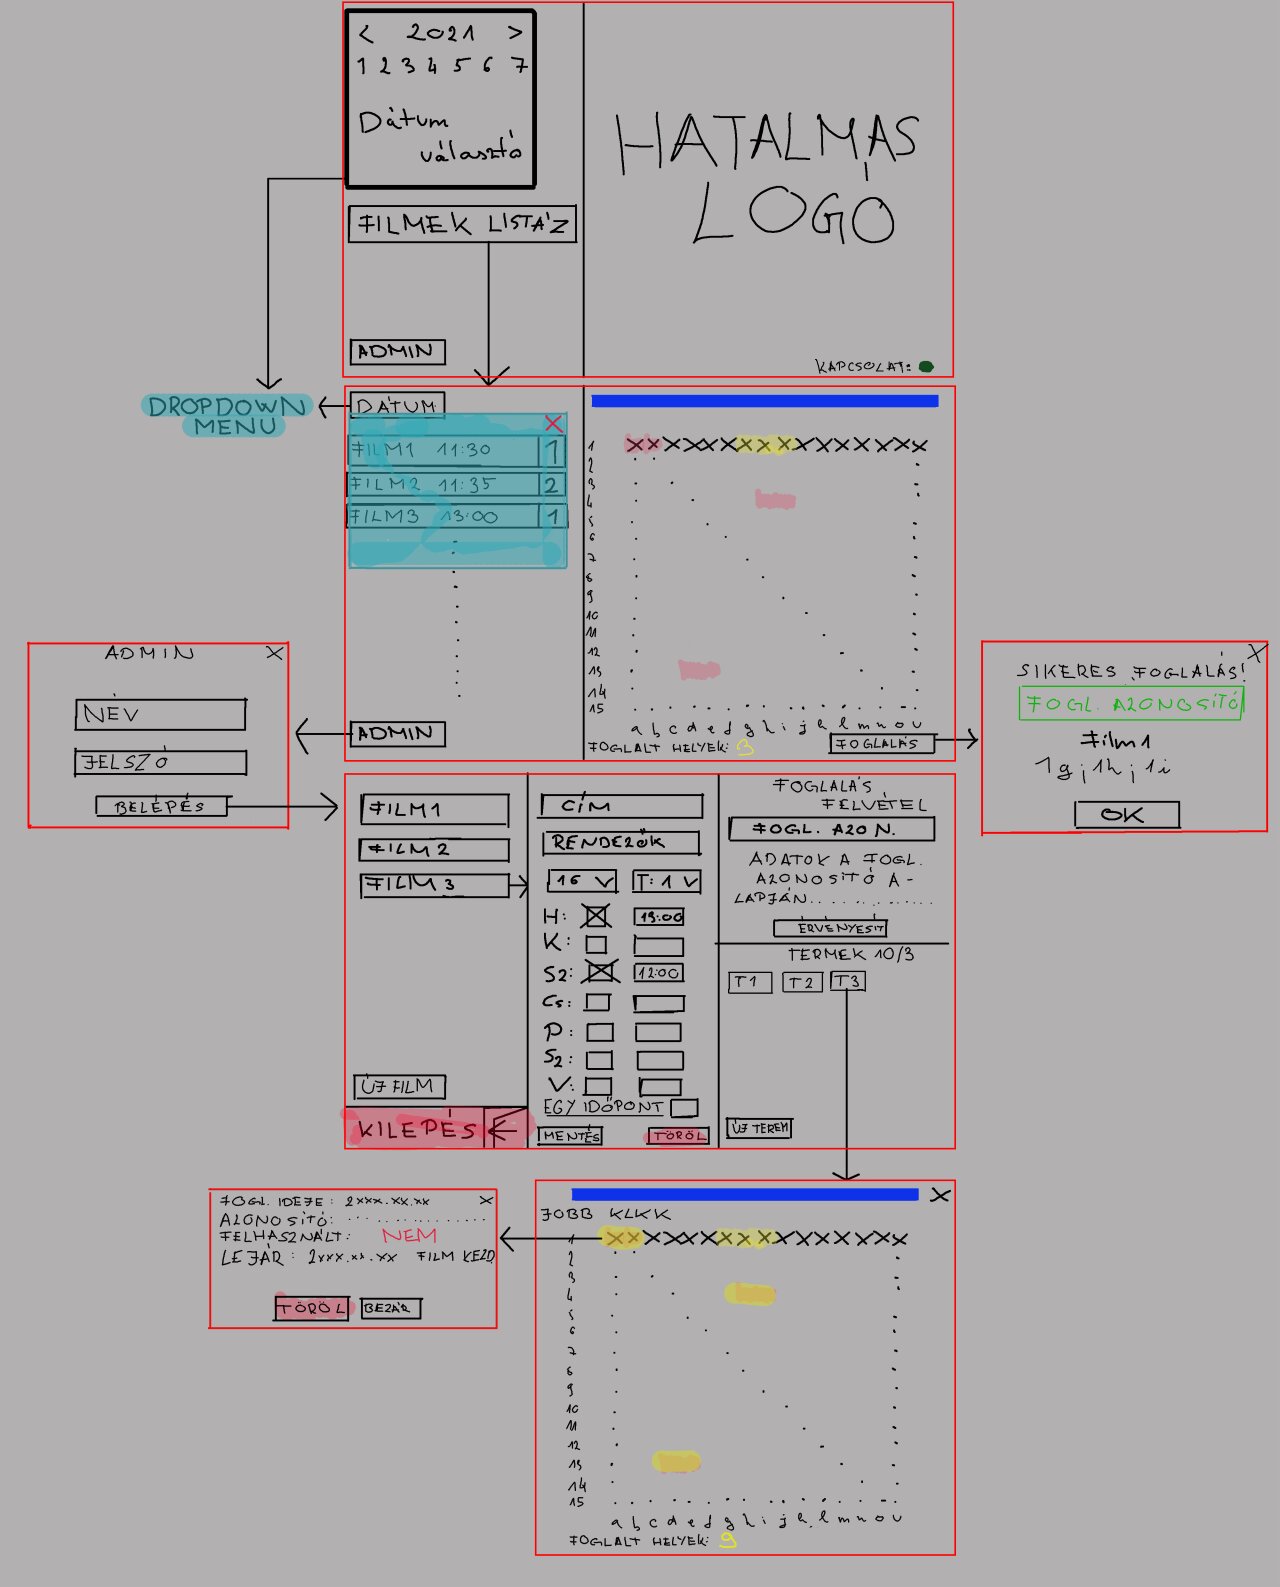 < 2021 >
1 2 3 4 5 6 7
Dátum
választó
FILMEK LISTÁZ
ADMIN
HATALMAS
LOGÓ
KAPCSOLAT:
DROPDOWN
MENU
DÁTUM
X
FILM1 11:30 1
FILM2 11:35 2
FILM3 13:00 1
ADMIN
1 X X X X X X X X X X X X X X X
2
3
4
5
6
7
8
9
10
11
12
13
14
15
a b c d e d g h i j k l m n o v
FOGLALT HELYEK: 3
FOGLALÁS
ADMIN X
NÉV
JELSZÓ
BELÉPÉS
X
SIKERES FOGLALÁS!
FOGL. AZONOSÍTÓ
Film1
1g; 1h; 1i
OK
FILM1
FILM2
FILM3
ÚJ FILM
KILÉPÉS
CÍM
RENDEZŐK
16 V T: 1 V
H: X 19:00
K:
SZ: X 12:00
Cs:
P:
SZ:
V:
EGY IDŐPONT
MENTÉS
TÖRÖL
FOGLALÁS
FELVÉTEL
FOGL. AZON.
ADATOK A FOGL.
AZONOSÍTÓ A-
LAPJÁN..............
ÉRVÉNYESÍT
TERMEK 10/3
T1 T2 T3
ÚJ TEREM
FOGL. IDEJE: 2xxx.xx.xx X
AZONOSÍTÓ: ................
FELHASZNÁLT: NEM
LEJÁR: 2xxx.xx.xx FILM KEZD
TÖRÖL BEZÁR
X
JOBB KLKK
1 X X X X X X X X X X X X X X X
2
3
4
5
6
7
8
9
10
11
12
13
14
15
a b c d e d g h i j k l m n o v
FOGLALT HELYEK: 9